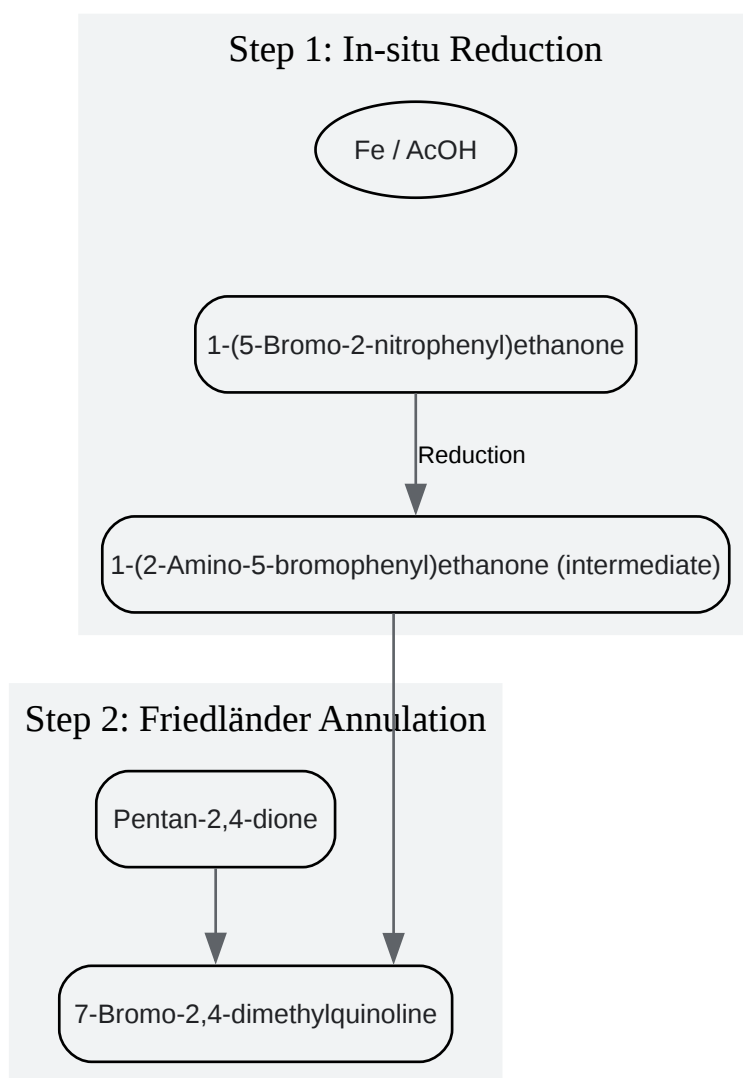 Step 1: In-situ Reduction
Fe / AcOH
1-(5-Bromo-2-nitrophenyl)ethanone
Reduction
1-(2-Amino-5-bromophenyl)ethanone (intermediate)
Step 2: Friedländer Annulation
Pentan-2,4-dione
7-Bromo-2,4-dimethylquinoline